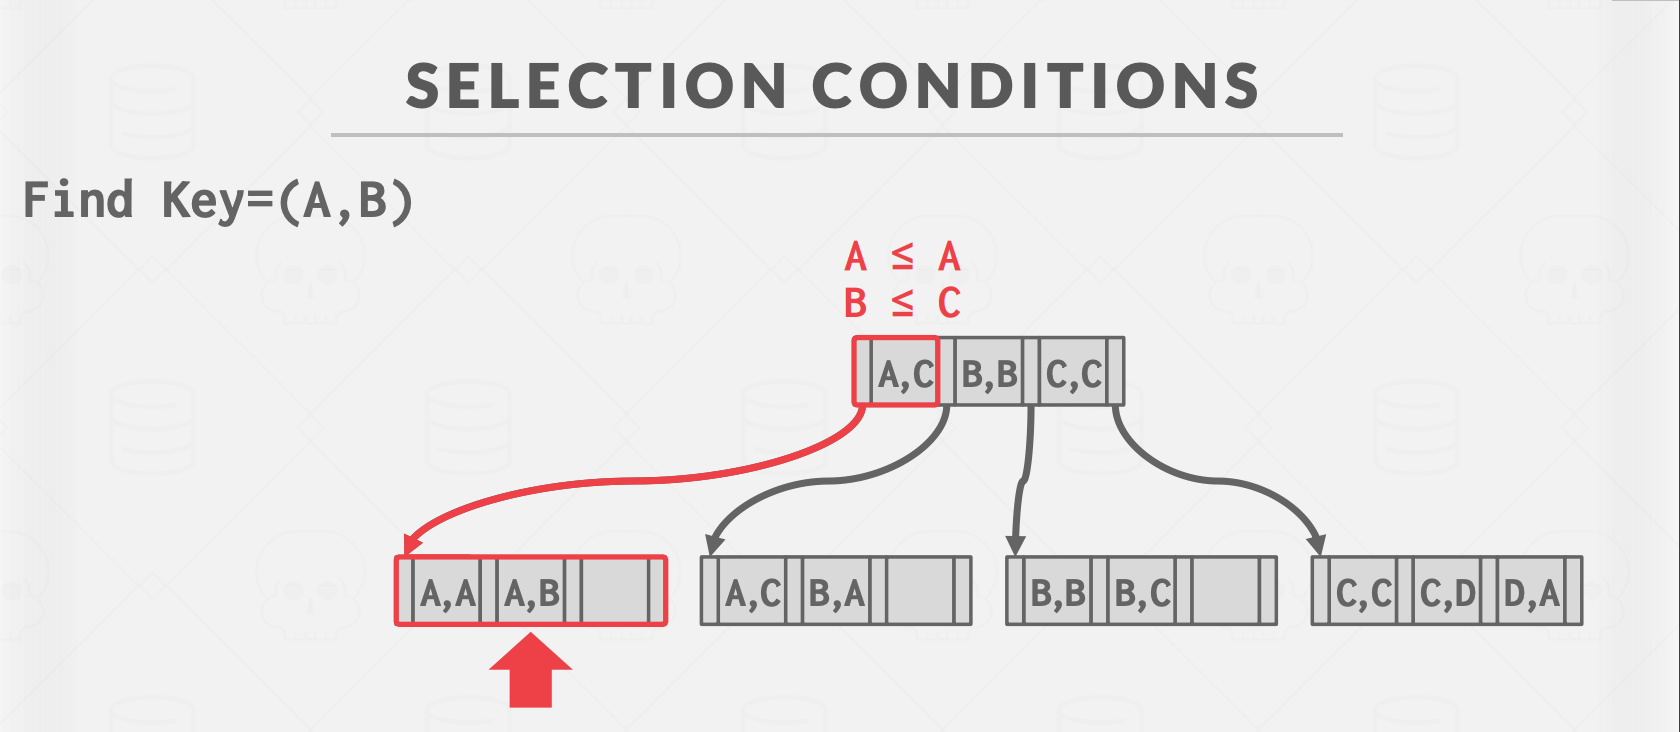 SELECTION CONDITIONS
Find Key=(A,B)
A ≤ A
B ≤ C
A,C B,B C,C
A,A A,B A,C B,A B,B B,C C,C C,D D,A